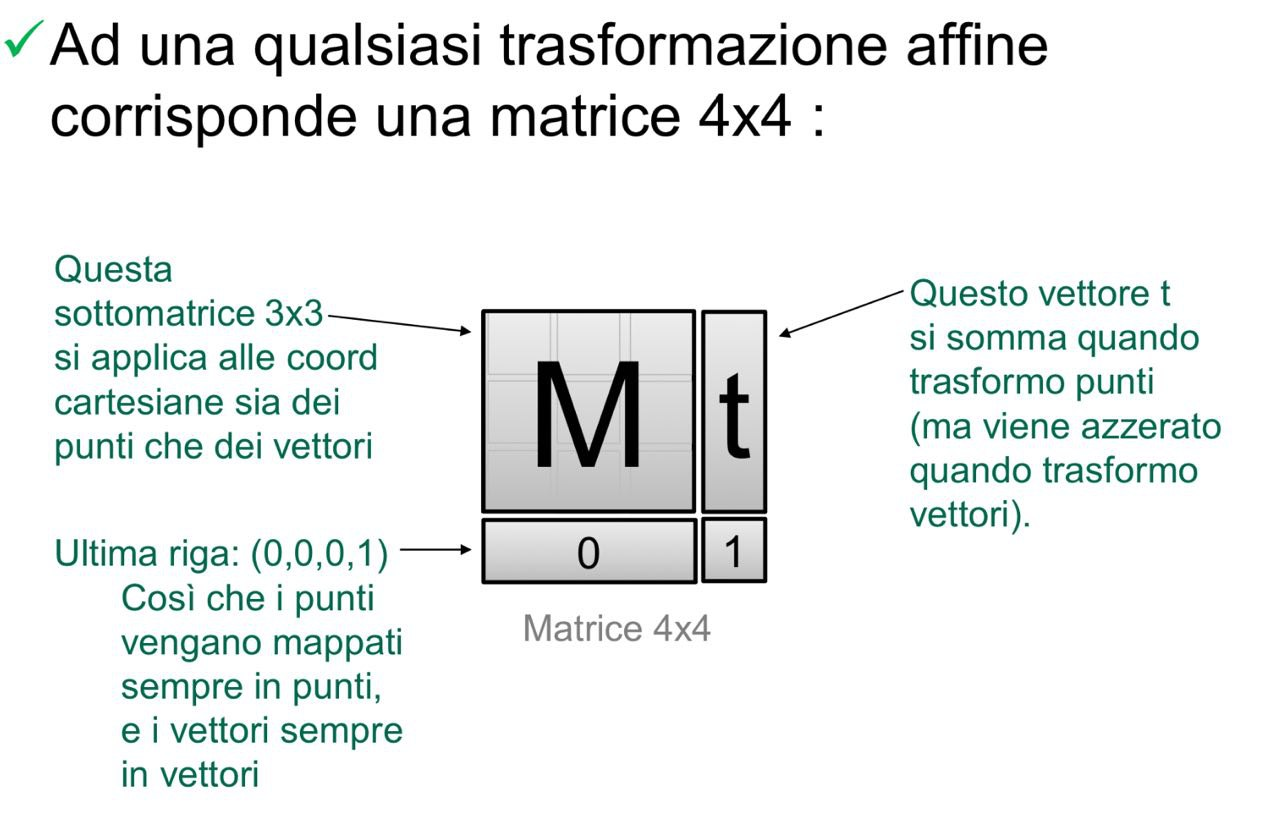 Ad una qualsiasi trasformazione affine
corrisponde una matrice 4x4 :
Questa
sottomatrice 3x3
si applica alle coord
cartesiane sia dei
punti che dei vettori
Ultima riga: (0,0,0,1)
Così che i punti
vengano mappati
sempre in punti,
e i vettori sempre
in vettori
M t
0 1
Matrice 4x4
Questo vettore t
si somma quando
trasformo punti
(ma viene azzerato
quando trasformo
vettori).